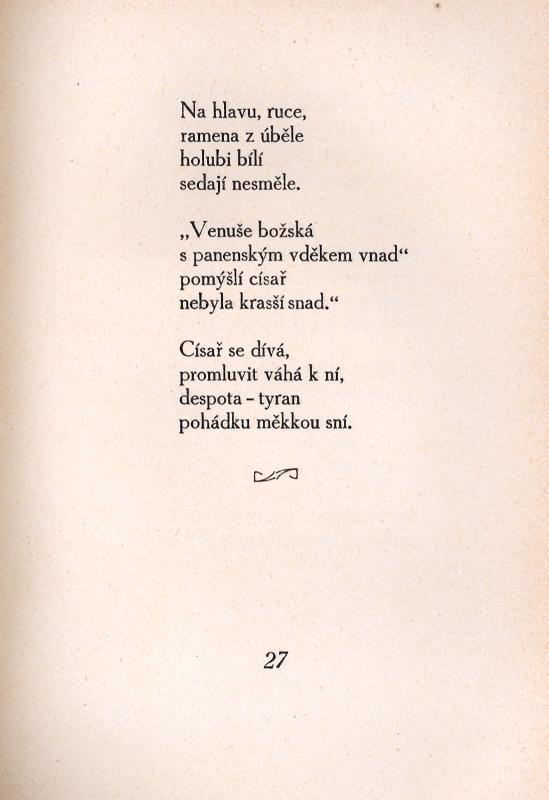 Na hlavu, ruce,
ramena z úběle
holubi bílí
sedají nesměle.
„Venuše božská
s panenským vděkem vnad“
pomýšlí císař
nebyla krasší snad.“
Císař se dívá,
promluvit váhá k ní,
despota – tyran
pohádku měkkou sní.
27